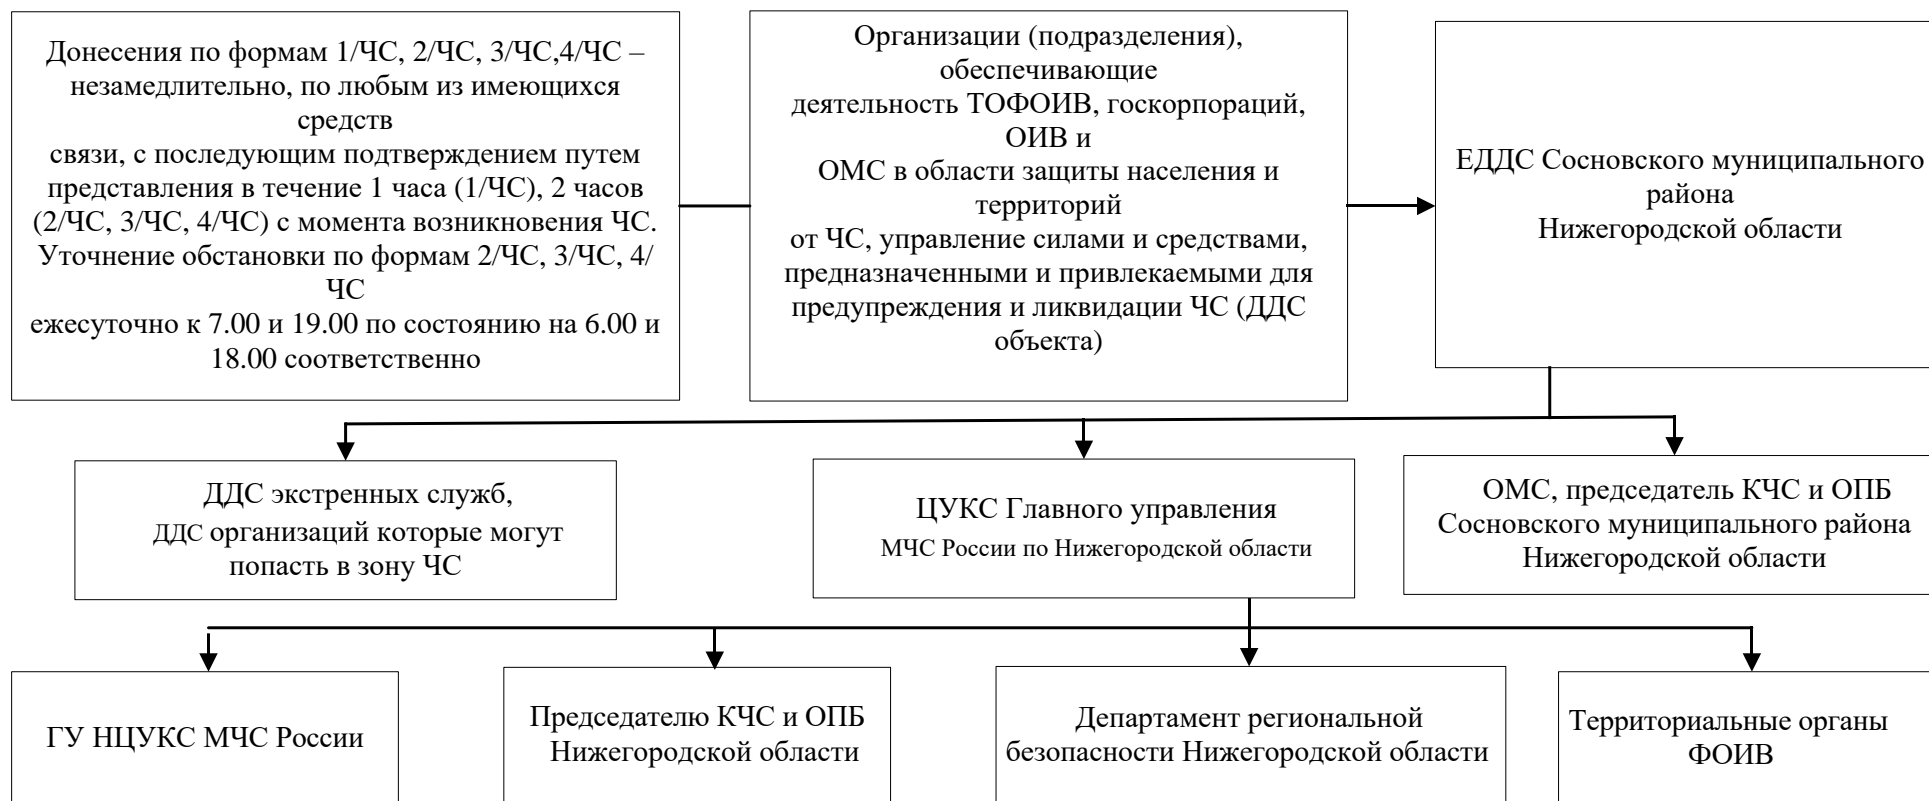 Донесения по формам 1/ЧС, 2/ЧС, 3/ЧС,4/ЧС –
незамедлительно, по любым из имеющихся
средств
связи, с последующим подтверждением путем
представления в течение 1 часа (1/ЧС), 2 часов
(2/ЧС, 3/ЧС, 4/ЧС) с момента возникновения ЧС.
Уточнение обстановки по формам 2/ЧС, 3/ЧС, 4/
ЧС
ежесуточно к 7.00 и 19.00 по состоянию на 6.00 и
18.00 соответственно
Организации (подразделения),
обеспечивающие
деятельность ТОФОИВ, госкорпораций,
ОИВ и
ОМС в области защиты населения и
территорий
от ЧС, управление силами и средствами,
предназначенными и привлекаемыми для
предупреждения и ликвидации ЧС (ДДС
объекта)
ЕДДС Сосновского муниципального
района
Нижегородской области
ДДС экстренных служб,
ДДС организаций которые могут
попасть в зону ЧС
ЦУКС Главного управления
МЧС России по Нижегородской области
ОМС, председатель КЧС и ОПБ
Сосновского муниципального района
Нижегородской области
ГУ НЦУКС МЧС России
Председателю КЧС и ОПБ
Нижегородской области
Департамент региональной
безопасности Нижегородской области
Территориальные органы
ФОИВ